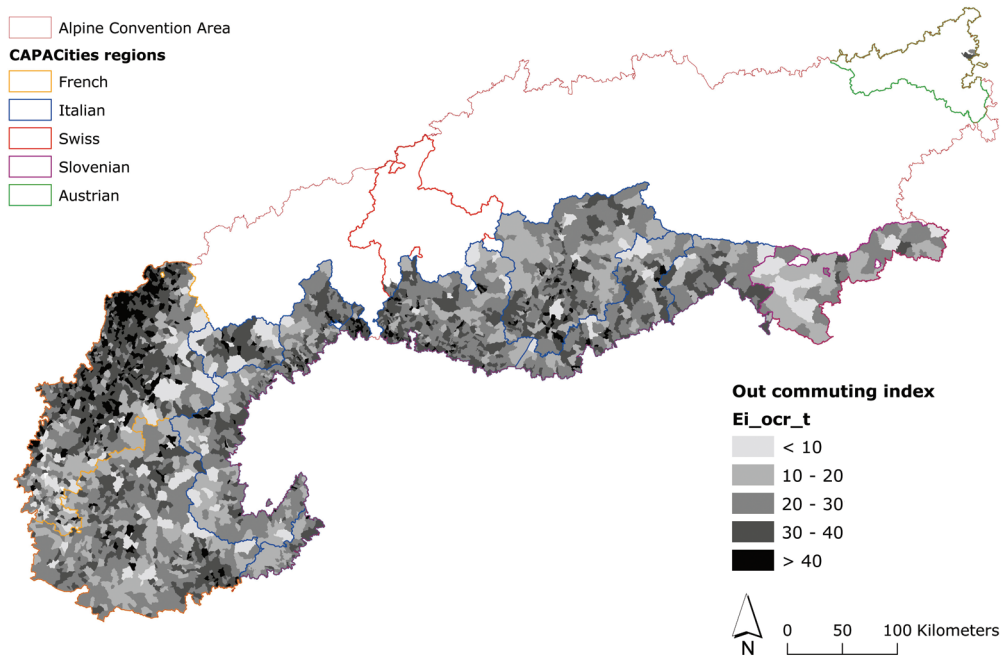 Alpine Convention Area
CAPACities regions
French
Italian
Swiss
Slovenian
Austrian
Out commuting index
Ei_ocr_t
< 10
10 - 20
20 - 30
30 - 40
> 40
N
0 50 100 Kilometers